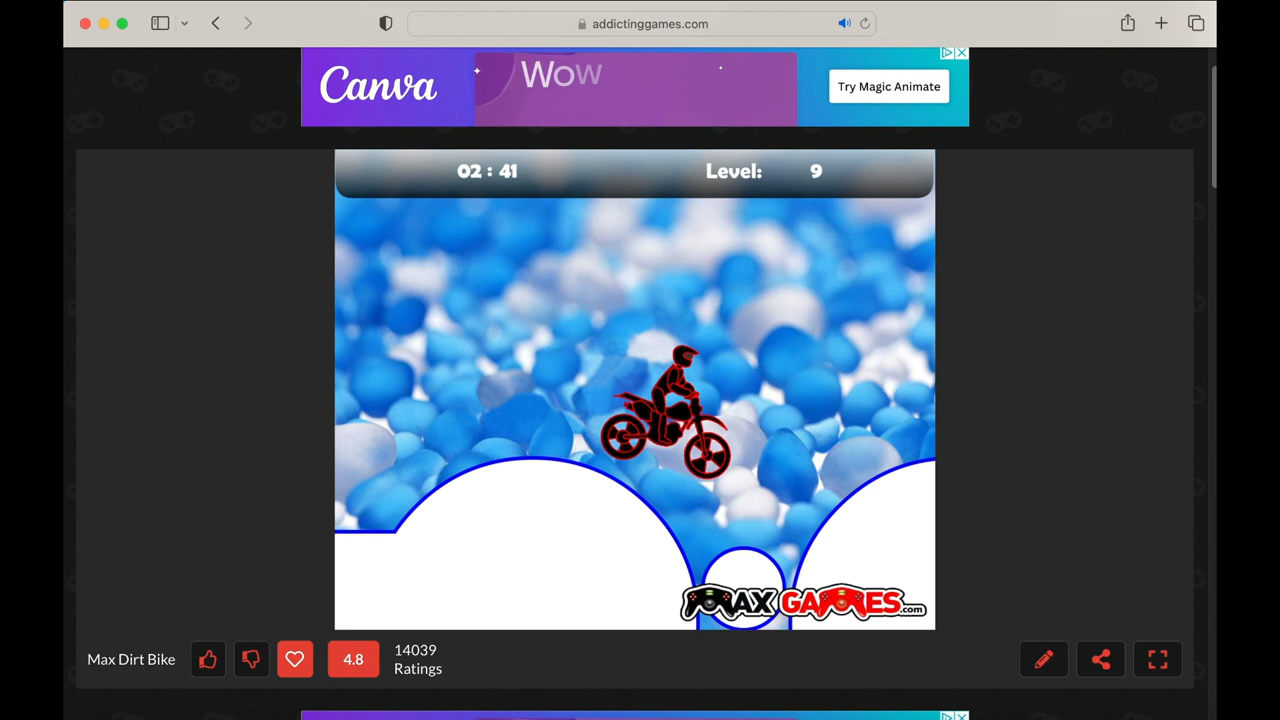 addictinggames.com
Canva
Wow
Try Magic Animate
02 : 41
Level: 9
MAX GAMES.com
Max Dirt Bike
4.8
14039
Ratings